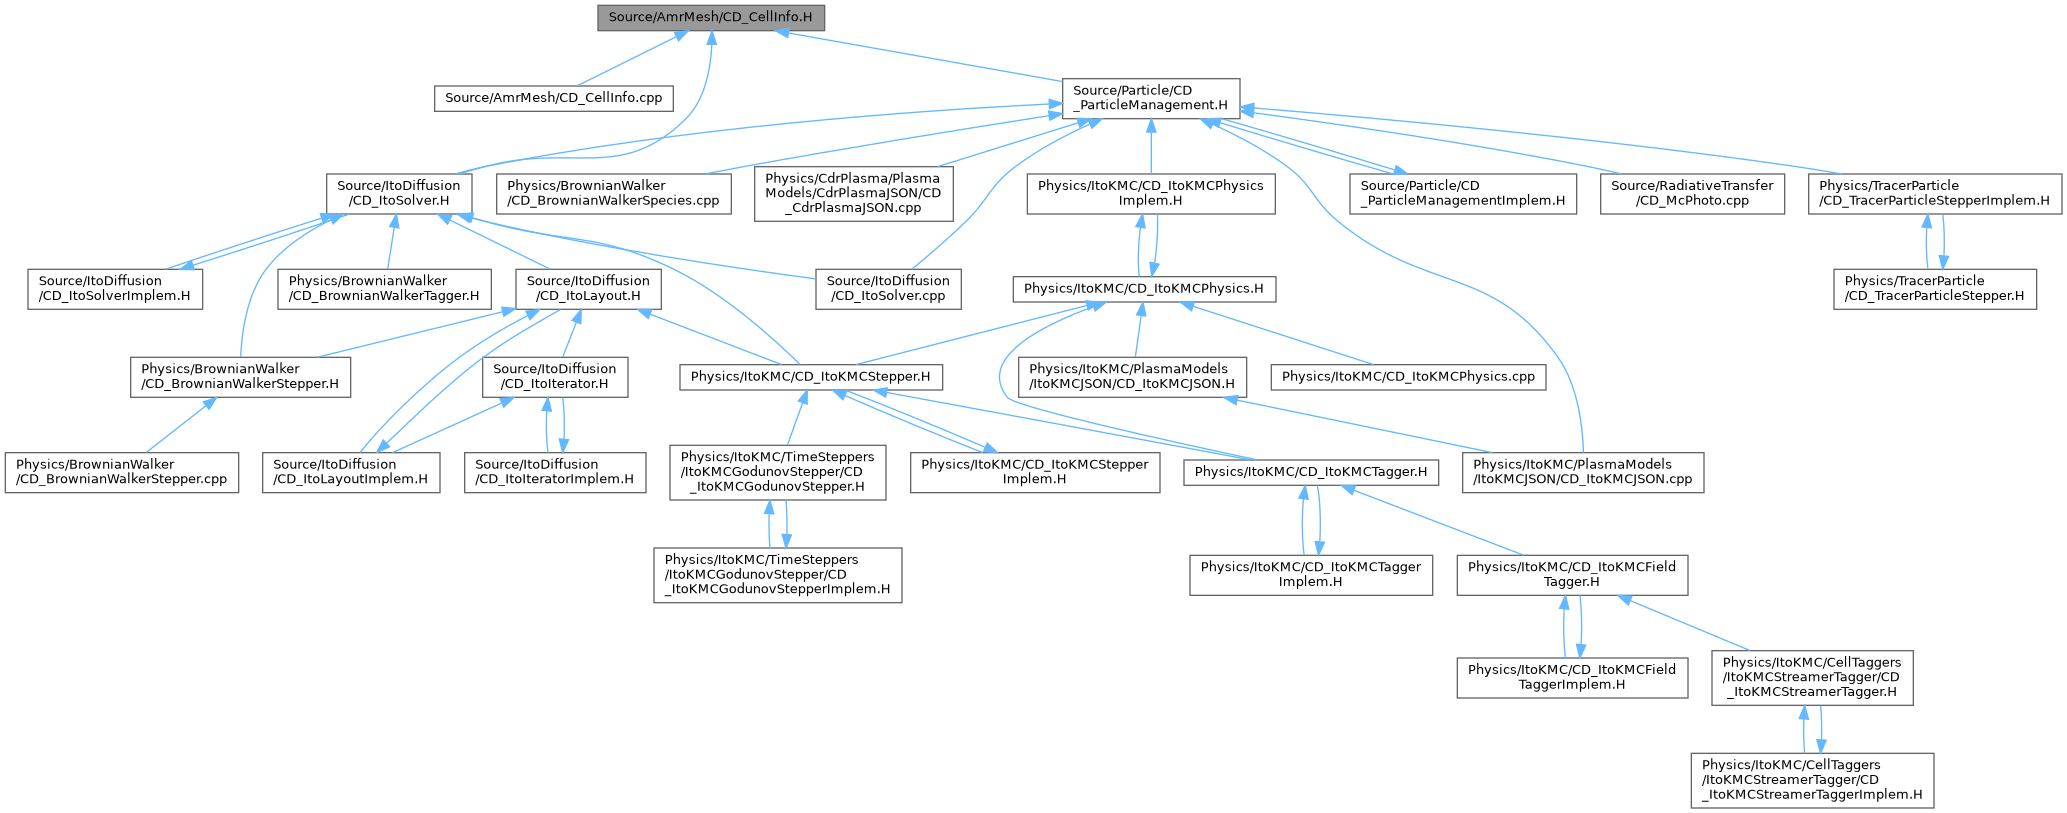 Source/AmrMesh/CD_CellInfo.H
Source/AmrMesh/CD_CellInfo.cpp
Source/Particle/CD
_ParticleManagement.H
Source/ItoDiffusion
/CD_ItoSolver.H
Physics/BrownianWalker
/CD_BrownianWalkerSpecies.cpp
Physics/CdrPlasma/Plasma
Models/CdrPlasmaJSON/CD
_CdrPlasmaJSON.cpp
Physics/ItoKMC/CD_ItoKMCPhysics
Implem.H
Source/Particle/CD
_ParticleManagementImplem.H
Source/RadiativeTransfer
/CD_McPhoto.cpp
Physics/TracerParticle
/CD_TracerParticleStepperImplem.H
Source/ItoDiffusion
/CD_ItoSolverImplem.H
Physics/BrownianWalker
/CD_BrownianWalkerTagger.H
Source/ItoDiffusion
/CD_ItoLayout.H
Source/ItoDiffusion
/CD_ItoSolver.cpp
Physics/ItoKMC/CD_ItoKMCPhysics.H
Physics/TracerParticle
/CD_TracerParticleStepper.H
Physics/BrownianWalker
/CD_BrownianWalkerStepper.H
Source/ItoDiffusion
/CD_ItoIterator.H
Physics/ItoKMC/CD_ItoKMCStepper.H
Physics/ItoKMC/PlasmaModels
/ItoKMCJSON/CD_ItoKMCJSON.H
Physics/ItoKMC/CD_ItoKMCPhysics.cpp
Physics/BrownianWalker
/CD_BrownianWalkerStepper.cpp
Source/ItoDiffusion
/CD_ItoLayoutImplem.H
Source/ItoDiffusion
/CD_ItoIteratorImplem.H
Physics/ItoKMC/TimeSteppers
/ItoKMCGodunovStepper/CD
_ItoKMCGodunovStepper.H
Physics/ItoKMC/CD_ItoKMCStepper
Implem.H
Physics/ItoKMC/CD_ItoKMCTagger.H
Physics/ItoKMC/PlasmaModels
/ItoKMCJSON/CD_ItoKMCJSON.cpp
Physics/ItoKMC/TimeSteppers
/ItoKMCGodunovStepper/CD
_ItoKMCGodunovStepperImplem.H
Physics/ItoKMC/CD_ItoKMCTagger
Implem.H
Physics/ItoKMC/CD_ItoKMCField
Tagger.H
Physics/ItoKMC/CD_ItoKMCField
TaggerImplem.H
Physics/ItoKMC/CellTaggers
/ItoKMCStreamerTagger/CD
_ItoKMCStreamerTagger.H
Physics/ItoKMC/CellTaggers
/ItoKMCStreamerTagger/CD
_ItoKMCStreamerTaggerImplem.H